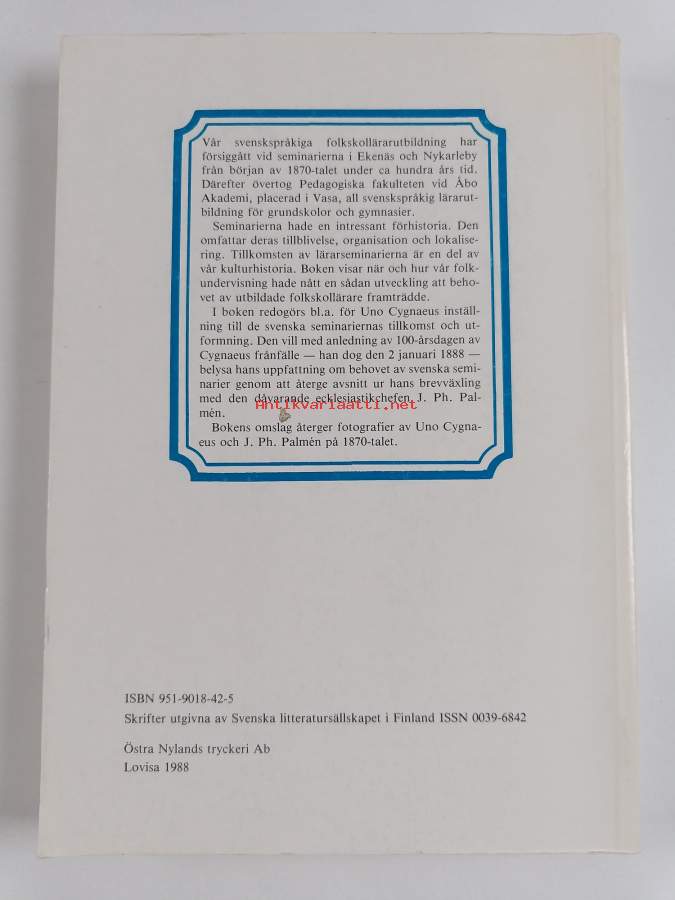 Vår svenskspråkiga folkskollärarutbildning har
försiggått vid seminarierna i Ekenäs och Nykarleby
från början av 1870-talet under ca hundra års tid.
Därefter övertog Pedagogiska fakulteten vid Åbo
Akademi, placerad i Vasa, all svenskspråkig lärarut-
bildning för grundskolor och gymnasier.
Seminarierna hade en intressant förhistoria. Den
omfattar deras tillblivelse, organisation och lokalise-
ring. Tillkomsten av lärarseminarierna är en del av
vår kulturhistoria. Boken visar när och hur vår folk-
undervisning hade nått en sådan utveckling att beho-
vet av utbildade folkskollärare framträdde.
I boken redogörs bl.a. för Uno Cygnaeus inställ-
ning till de svenska seminariernas tillkomst och ut-
formning. Den vill med anledning av 100-årsdagen av
Cygnaeus frånfälle — han dog den 2 januari 1888 —
belysa hans uppfattning om behovet av svenska semi-
narier genom att återge avsnitt ur hans brevväxling
med den dåvarande ecklesiastikchefen J. Ph. Pal-
mén.
Antikvariaatti.net
Bokens omslag återger fotografier av Uno Cygna-
eus och J. Ph. Palmén på 1870-talet.
ISBN 951-9018-42-5
Skrifter utgivna av Svenska litteratursällskapet i Finland ISSN 0039-6842
Östra Nylands tryckeri Ab
Lovisa 1988